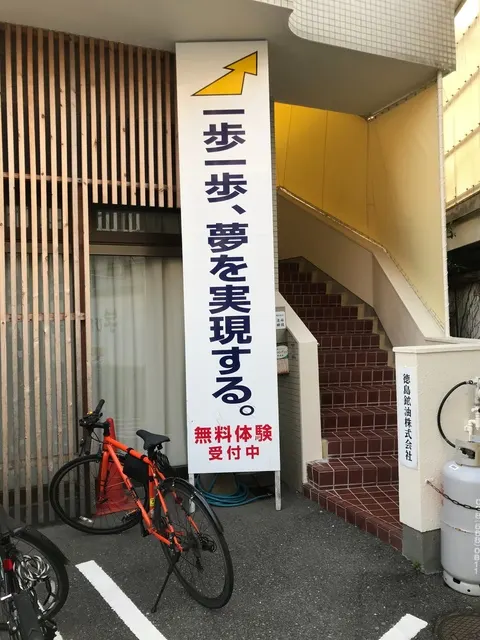 一歩一歩、夢を実現する。
無料体験
受付中
徳島鉱油株式会社